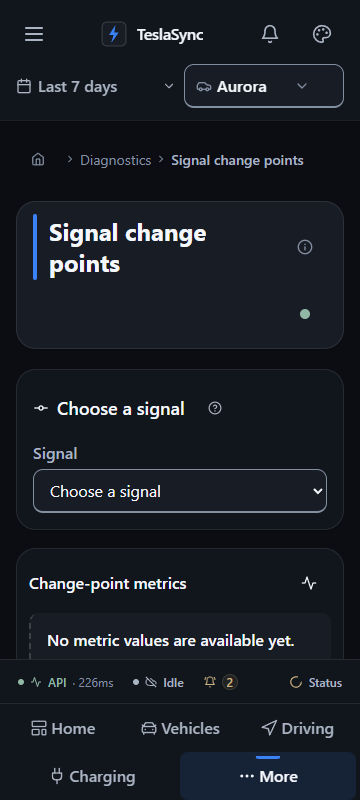 TeslaSync
Last 7 days
Aurora
Diagnostics
Signal change points
Signal change
points
Choose a signal
Signal
Choose a signal
Change-point metrics
No metric values are available yet.
API · 226ms
Idle
2
Status
Home
Vehicles
Driving
Charging
More